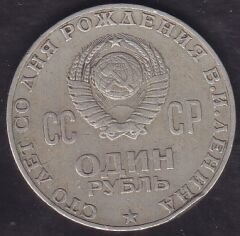 СТО ЛЕТ СО ДНЯ РОЖДЕНИЯ В.И.ЛЕНИНА
СС СР
ОДИН
РУБЛЬ